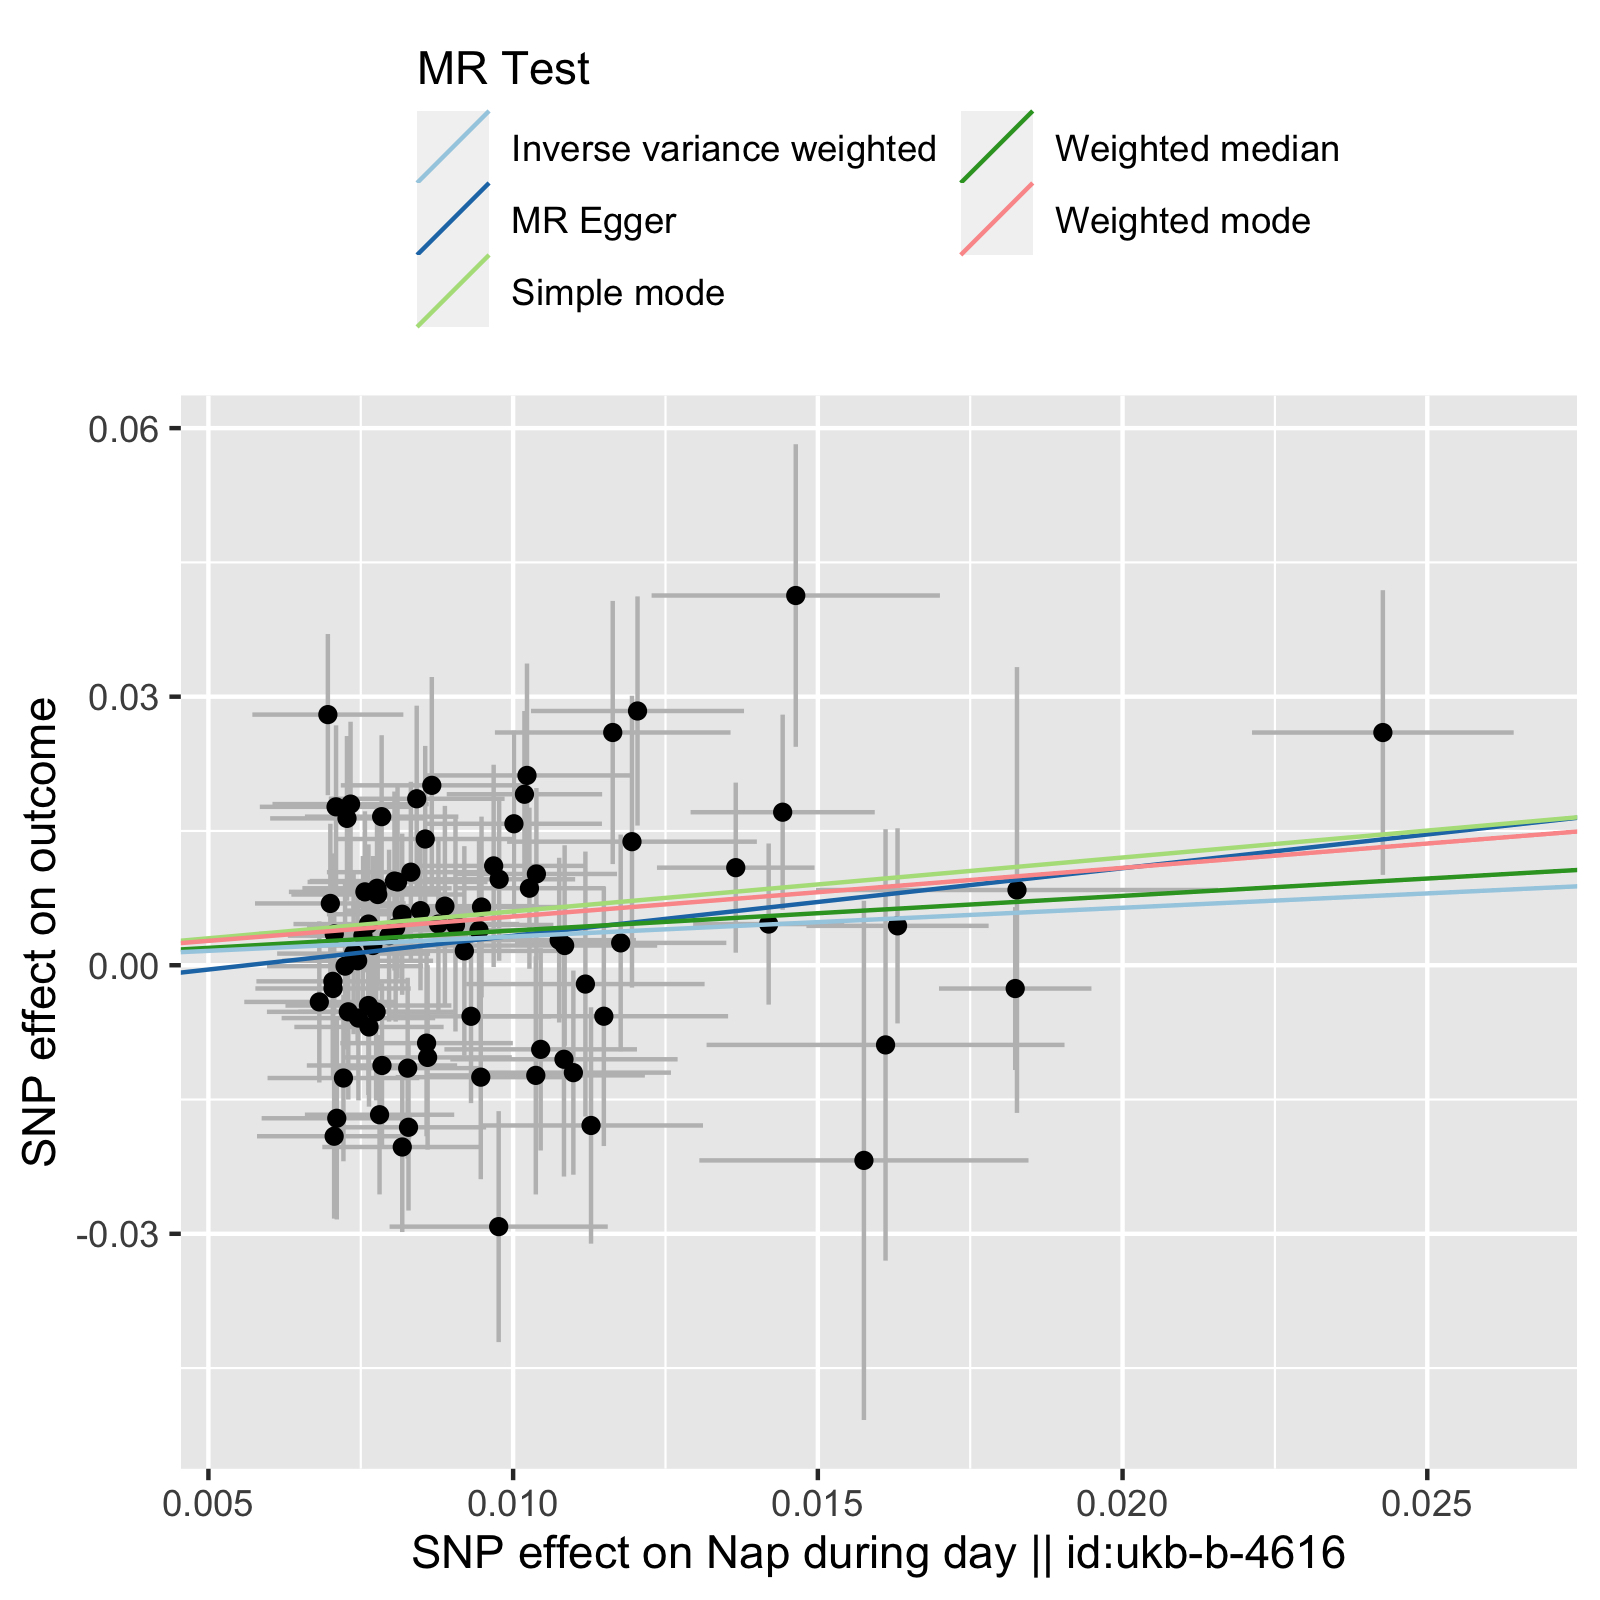 MR Test
Inverse variance weighted
Weighted median
MR Egger
Weighted mode
Simple mode
0.06
0.03
0.00
-0.03
SNP effect on outcome
0.005
0.010
0.015
0.020
0.025
SNP effect on Nap during day || id:ukb-b-4616